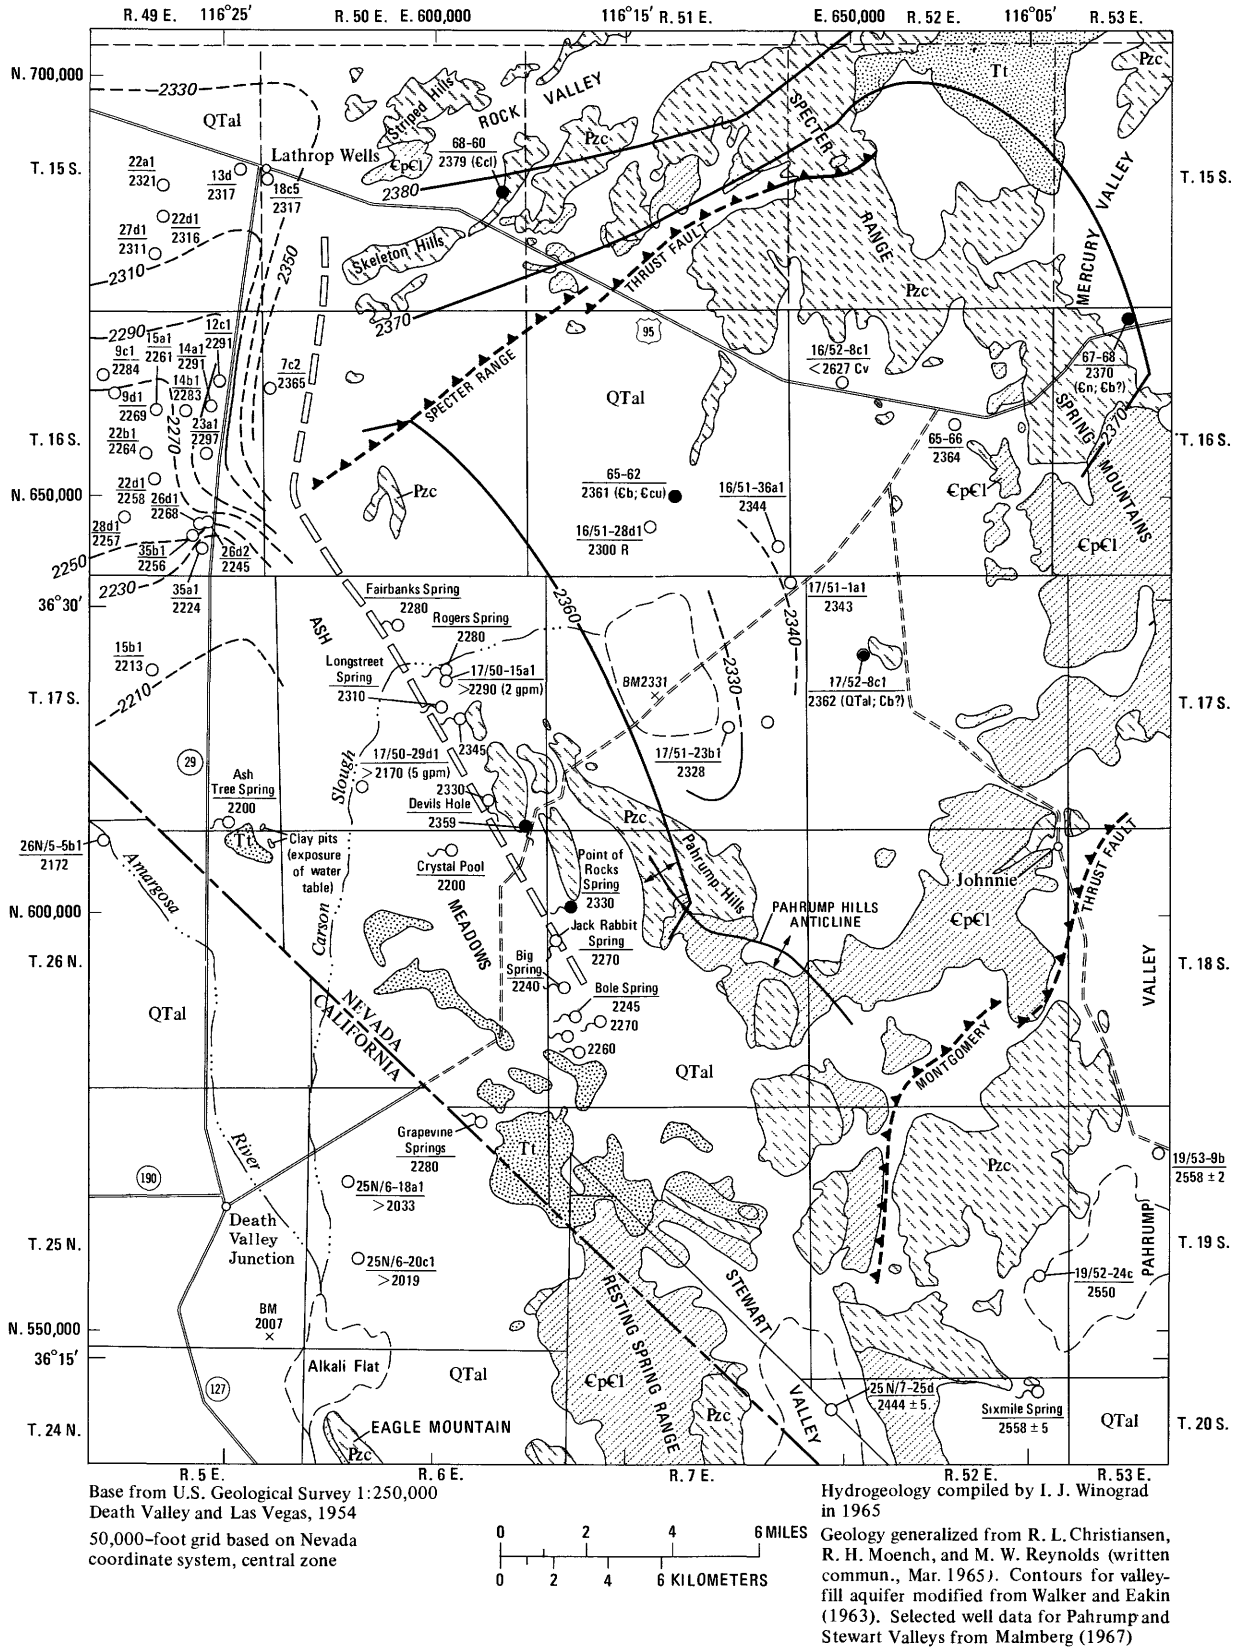 R. 49 E. 116°25′ R. 50 E. E. 600,000 116°15′ R. 51 E. E. 650,000 R. 52 E. 116°05′ R. 53 E.
N. 700,000
T. 15 S.
T. 16 S.
N. 650,000
36°30′
T. 17 S.
N. 600,000
T. 26 N.
T. 25 N.
N. 550,000
36°15′
T. 24 N.
T. 15 S.
T. 16 S.
T. 17 S.
T. 18 S.
T. 19 S.
T. 20 S.
2330
QTal
Striped Hills
ROCK VALLEY
Pzc
SPECTER
RANGE
Tt
Pzc
Lathrop Wells
ЄpЄl
68-60
2379 (Єcl)
2380
22a1
2321
13d
2317
18c5
2317
22d1
2316
27d1
2311
2310
2350
Skeleton Hills
2370
THRUST FAULT
SPECTER RANGE
Pzc
MERCURY VALLEY
2290
12c1
2291
15a1
2261
14a1
2291
9c1
2284
14b1
2283
7c2
2365
9d1
2269
23a1
2297
22b1
2264
2270
22d1
2258
26d1
2268
28d1
2257
35b1
2256
26d2
2245
2250
2230
35a1
2224
95
16/52-8c1
< 2627 Cv
67-68
2370
(Єn; Єb?)
QTal
2370
SPRING MOUNTAINS
65-66
2364
Pzc
65-62
2361 (Єb; Єcu)
16/51-36a1
2344
16/51-28d1
2300 R
ЄpЄl
ЄpЄl
15b1
2213
2210
ASH
MEADOWS
Fairbanks Spring
2280
Rogers Spring
2280
Longstreet
Spring
2310
17/50-15a1
>2290 (2 gpm)
2345
17/50-29d1
>2170 (5 gpm)
2330
Devils Hole
2359
2360
BM2331
2330
2340
17/51-1a1
2343
17/52-8c1
2362 (QTal; Cb?)
17/51-23b1
2328
29
Ash
Tree Spring
2200
Tt
Clay pits
(exposure
of water
table)
Carson Slough
26N/5-5b1
2172
Amargosa
River
Crystal Pool
2200
Pzc
Point of
Rocks
Spring
2330
Pahrump Hills
PAHRUMP HILLS
ANTICLINE
Johnnie
ЄpЄl
THRUST FAULT
MONTGOMERY
Jack Rabbit
Spring
2270
Big
Spring
2240
Bole Spring
2245
2270
2260
QTal
NEVADA
CALIFORNIA
QTal
Grapevine
Springs
2280
Tt
190
25N/6-18a1
>2033
Death
Valley
Junction
25N/6-20c1
>2019
BM
2007
Alkali Flat
QTal
127
EAGLE MOUNTAIN
Pzc
RESTING SPRING RANGE
ЄpЄl
Pzc
STEWART
VALLEY
25N/7-25d
2444 ± 5
Pzc
PAHRUMP
VALLEY
19/53-9b
2558 ± 2
19/52-24c
2550
Sixmile Spring
2558 ± 5
QTal
R. 5 E. R. 6 E. R. 7 E. R. 52 E. R. 53 E.
Base from U.S. Geological Survey 1:250,000
Death Valley and Las Vegas, 1954
50,000-foot grid based on Nevada
coordinate system, central zone
0 2 4 6 MILES
0 2 4 6 KILOMETERS
Hydrogeology compiled by I. J. Winograd
in 1965
Geology generalized from R. L. Christiansen,
R. H. Moench, and M. W. Reynolds (written
commun., Mar. 1965). Contours for valley-
fill aquifer modified from Walker and Eakin
(1963). Selected well data for Pahrump and
Stewart Valleys from Malmberg (1967)